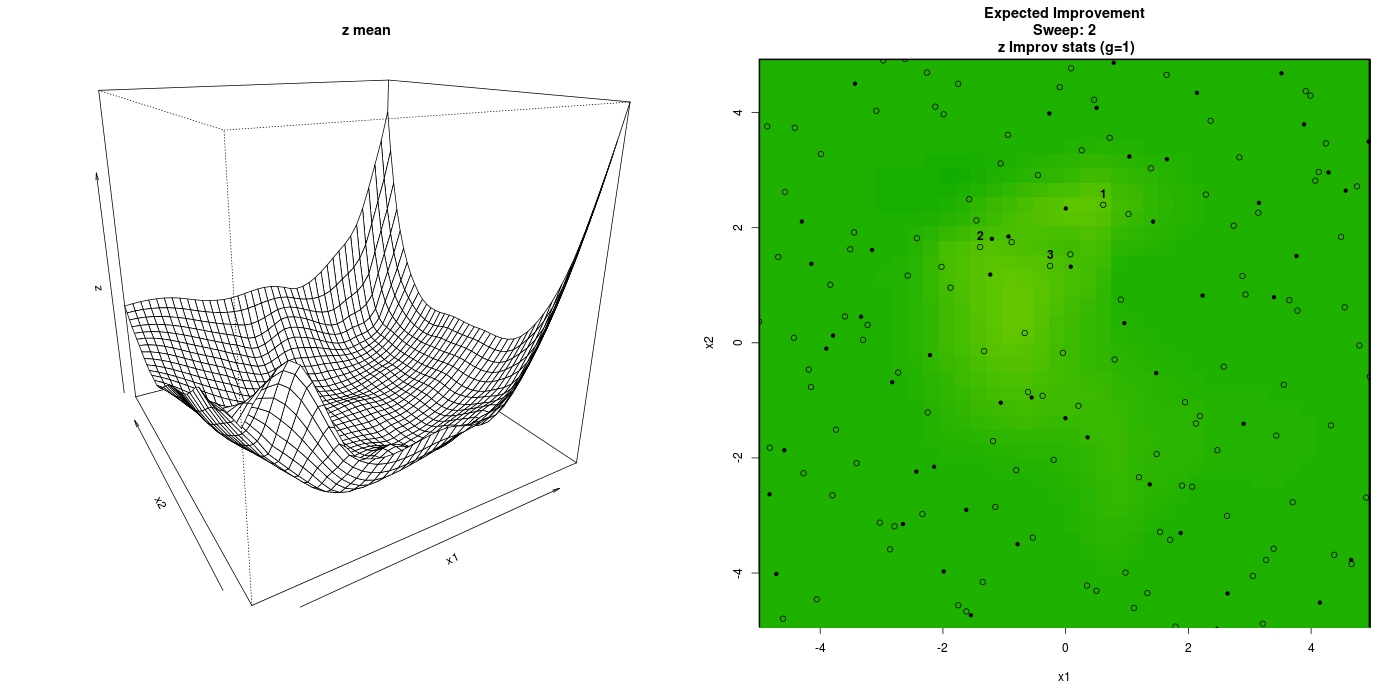 z mean
z
x2
x1
Expected Improvement
Sweep: 2
z Improv stats (g=1)
4
2
0
-2
-4
x2
1
2
3
-4
-2
0
2
4
x1